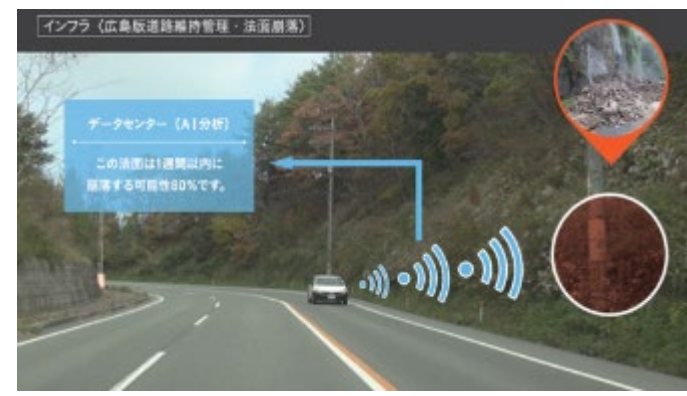 インフラ（広島版道路維持管理・法面崩落）
データセンター（AI分析）
この法面は1週間以内に
崩落する可能性80%です。